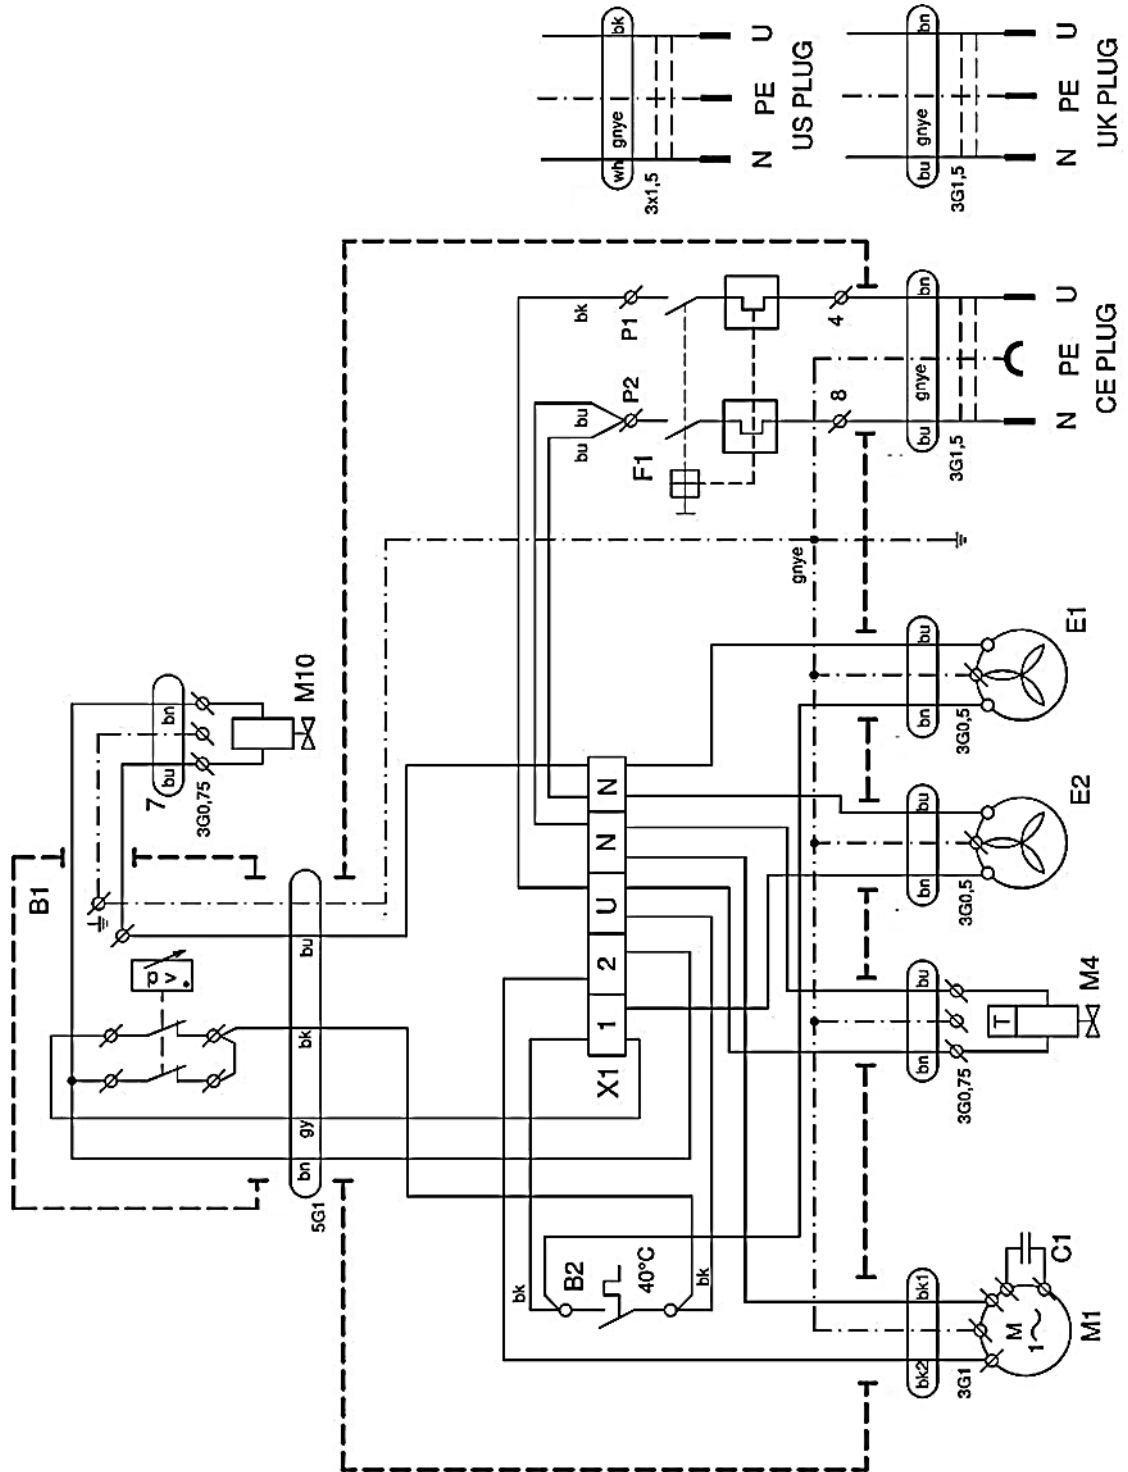 B1
7
bu
bn
3G0,75
M10
bn
gy
bk
bu
5G1
bk
B2
40°C
bk
X1
1
2
U
N
N
bu
bu
bk
P2
P1
F1
wh
gnye
bk
3x1,5
N
PE
U
US PLUG
gnye
8
4
bk2
bk1
3G1
M
1~
M1
C1
bn
bu
3G0,75
T
M4
bn
bu
3G0,5
E2
bn
bu
3G0,5
E1
bu
gnye
bn
3G1,5
N
PE
U
CE PLUG
bu
gnye
bn
3G1,5
N
PE
U
UK PLUG